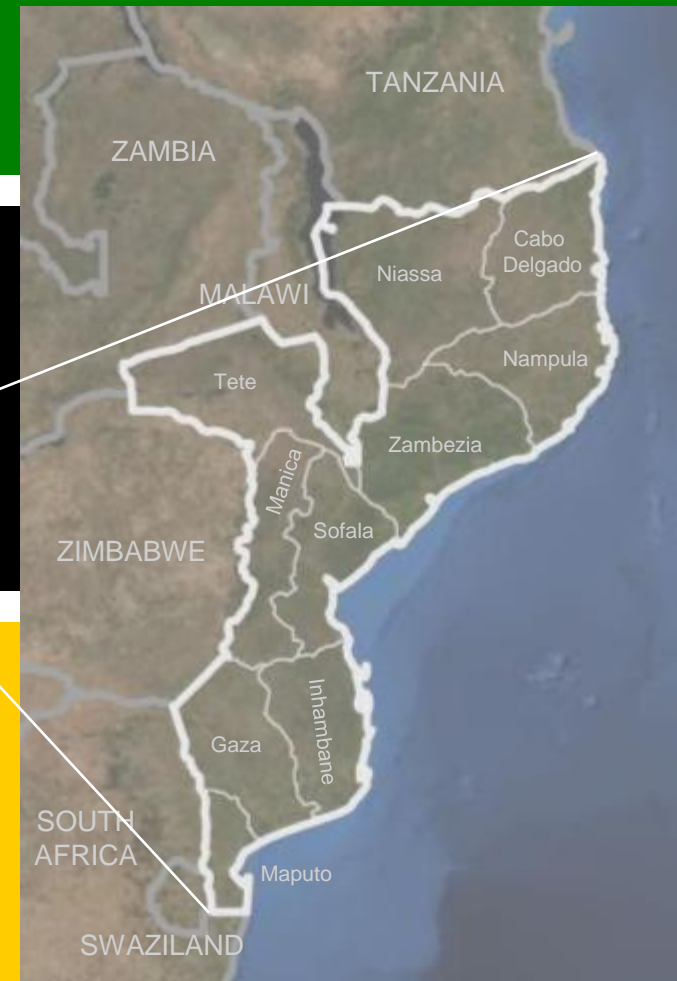 TANZANIA
ZAMBIA
Cabo
Delgado
Niassa
MALAWI
Nampula
Tete
Zambezia
Manica
Sofala
ZIMBABWE
Inhambane
Gaza
SOUTH
AFRICA
Maputo
SWAZILAND